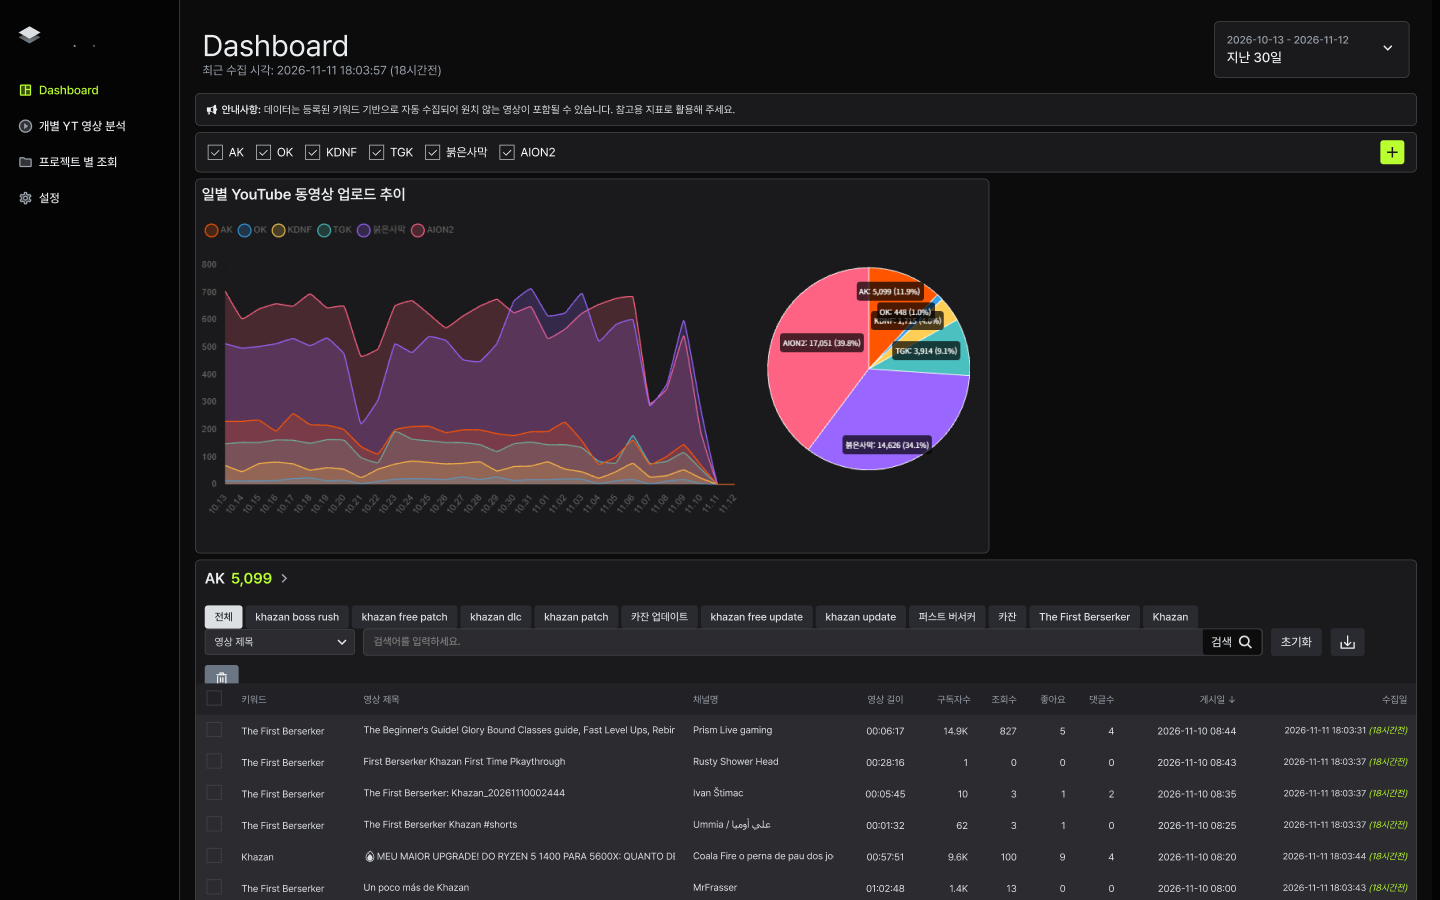 Dashboard
개별 YT 영상 분석
프로젝트 별 조회
설정
Dashboard
최근 수집 시각: 2026-11-11 18:03:57 (18시간전)
2026-10-13 - 2026-11-12
지난 30일
안내사항: 데이터는 등록된 키워드 기반으로 자동 수집되어 원치 않는 영상이 포함될 수 있습니다. 참고용 지표로 활용해 주세요.
AK OK KDNF TGK 붉은사막 AION2
일별 YouTube 동영상 업로드 추이
AK OK KDNF TGK 붉은사막 AION2
800
700
600
500
400
300
200
100
0
10.13 10.14 10.15 10.16 10.17 10.18 10.19 10.20 10.21 10.22 10.23 10.24 10.25 10.26 10.27 10.28 10.29 10.30 10.31 11.01 11.02 11.03 11.04 11.05 11.06 11.07 11.08 11.09 11.10 11.11 11.12
AK: 5,099 (11.9%)
OK: 448 (1.0%)
TGK: 3,914 (9.1%)
AION2: 17,051 (39.8%)
붉은사막: 14,626 (34.1%)
AK 5,099
전체 khazan boss rush khazan free patch khazan dlc khazan patch 카잔 업데이트 khazan free update khazan update 퍼스트 버서커 카잔 The First Berserker Khazan
영상 제목 검색어를 입력하세요. 검색 초기화
키워드 영상 제목 채널명 영상 길이 구독자수 조회수 좋아요 댓글수 게시일 ↓ 수집일
The First Berserker The Beginner's Guide! Glory Bound Classes guide, Fast Level Ups, Rebir Prism Live gaming 00:06:17 14.9K 827 5 4 2026-11-10 08:44 2026-11-11 18:03:31 (18시간전)
The First Berserker First Berserker Khazan First Time Pkaythrough Rusty Shower Head 00:28:16 1 0 0 0 2026-11-10 08:43 2026-11-11 18:03:37 (18시간전)
The First Berserker The First Berserker: Khazan_20261110002444 Ivan Štimac 00:05:45 10 3 1 2 2026-11-10 08:35 2026-11-11 18:03:37 (18시간전)
The First Berserker The First Berserker Khazan #shorts Ummia / علي أوميا 00:01:32 62 3 1 0 2026-11-10 08:25 2026-11-11 18:03:37 (18시간전)
Khazan MEU MAIOR UPGRADE! DO RYZEN 5 1400 PARA 5600X: QUANTO DE Coala Fire o perna de pau dos jo 00:57:51 9.6K 100 9 4 2026-11-10 08:20 2026-11-11 18:03:44 (18시간전)
The First Berserker Un poco más de Khazan MrFrasser 01:02:48 1.4K 13 0 0 2026-11-10 08:00 2026-11-11 18:03:43 (18시간전)